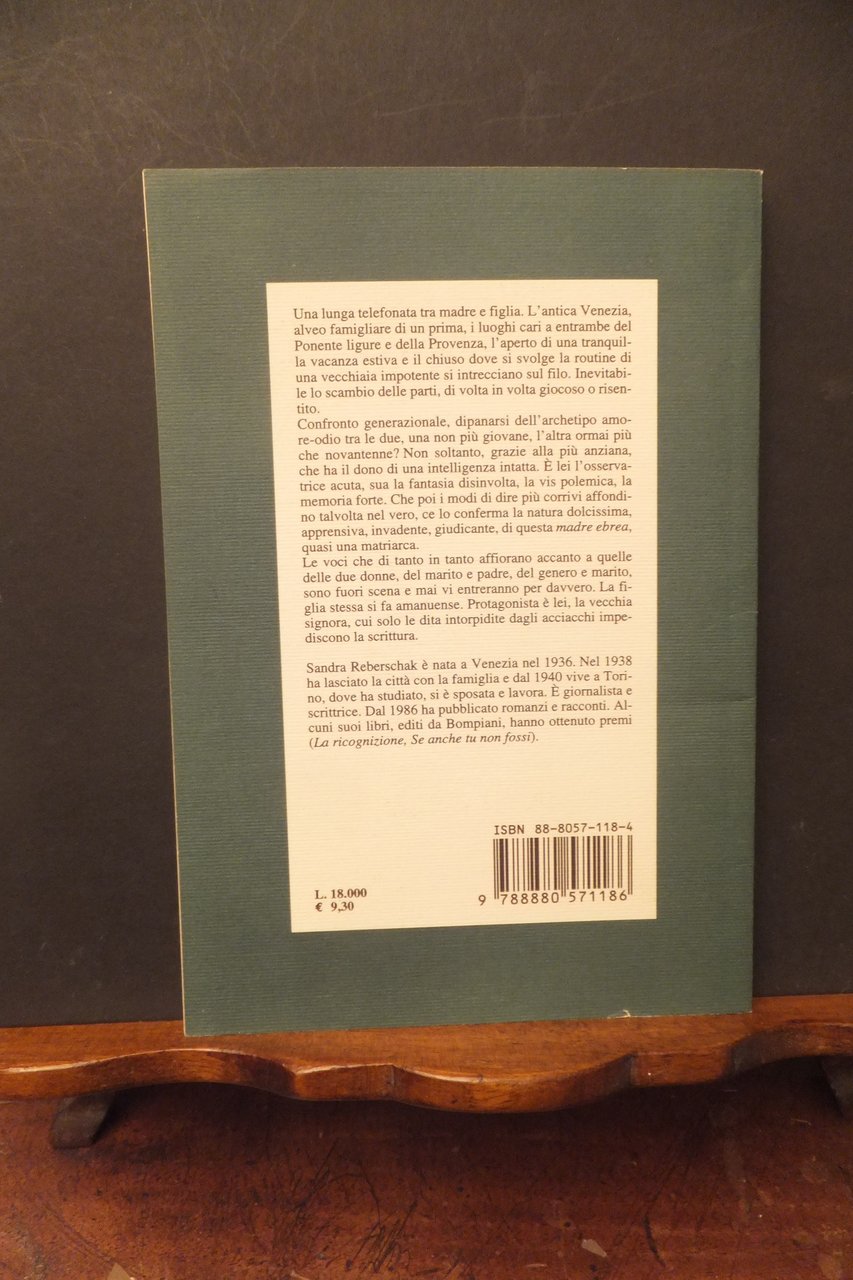 Una lunga telefonata tra madre e figlia. L'antica Venezia,
alveo famigliare di un prima, i luoghi cari a entrambe del
Ponente ligure e della Provenza, l'aperto di una tranquil-
la vacanza estiva e il chiuso dove si svolge la routine di
una vecchiaia impotente si intrecciano sul filo. Inevitabi-
le lo scambio delle parti, di volta in volta giocoso o risen-
tito.
Confronto generazionale, dipanarsi dell'archetipo amo-
re-odio tra le due, una non più giovane, l'altra ormai più
che novantenne? Non soltanto, grazie alla più anziana,
che ha il dono di una intelligenza intatta. È lei l'osserva-
trice acuta, sua la fantasia disinvolta, la vis polemica, la
memoria forte. Che poi i modi di dire più corrivi affondi-
no talvolta nel vero, ce lo conferma la natura dolcissima,
apprensiva, invadente, giudicante, di questa madre ebrea,
quasi una matriarca.
Le voci che di tanto in tanto affiorano accanto a quelle
delle due donne, del marito e padre, del genero e marito,
sono fuori scena e mai vi entreranno per davvero. La fi-
glia stessa si fa amanuense. Protagonista è lei, la vecchia
signora, cui solo le dita intorpidite dagli acciacchi impe-
discono la scrittura.
Sandra Reberschak è nata a Venezia nel 1936. Nel 1938
ha lasciato la città con la famiglia e dal 1940 vive a Tori-
no, dove ha studiato, si è sposata e lavora. È giornalista e
scrittrice. Dal 1986 ha pubblicato romanzi e racconti. Al-
cuni suoi libri, editi da Bompiani, hanno ottenuto premi
(La ricognizione, Se anche tu non fossi).
ISBN 88-8057-118-4
9 788880 571186
L. 18.000
€ 9,30